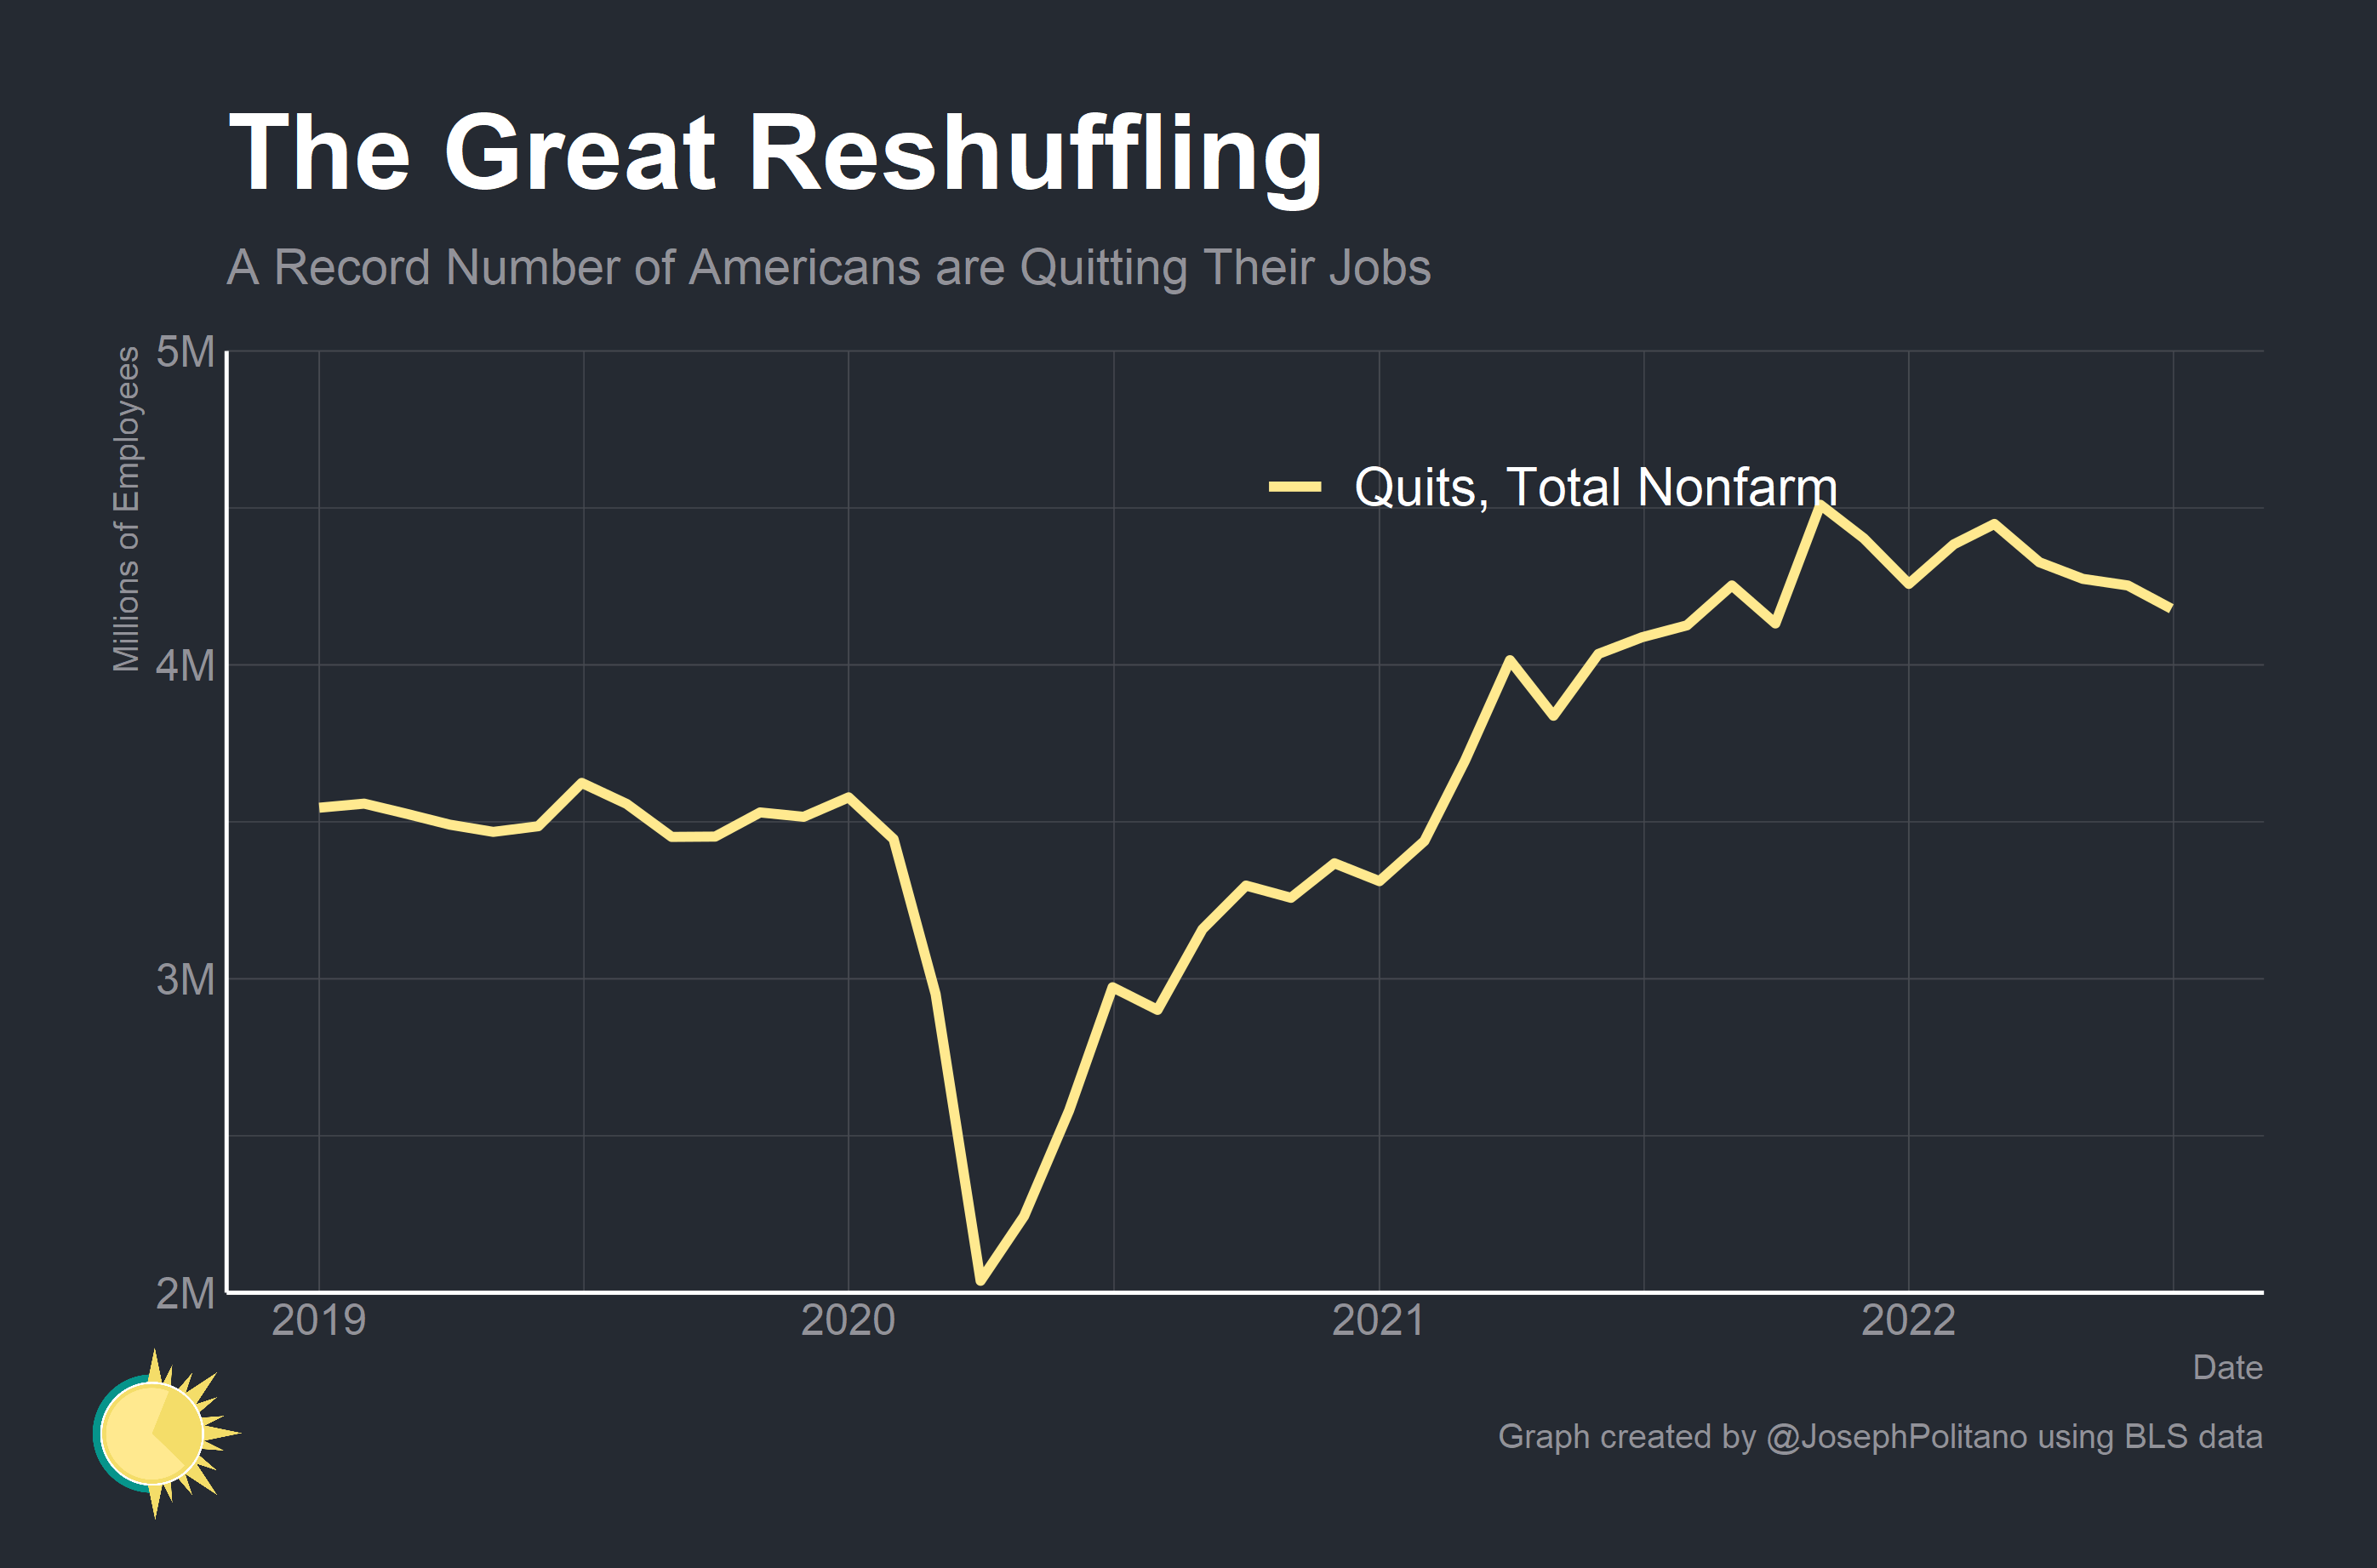 The Great Reshuffling
A Record Number of Americans are Quitting Their Jobs
Millions of Employees
5M
4M
3M
2M
Quits, Total Nonfarm
2019
2020
2021
2022
Date
Graph created by @JosephPolitano using BLS data